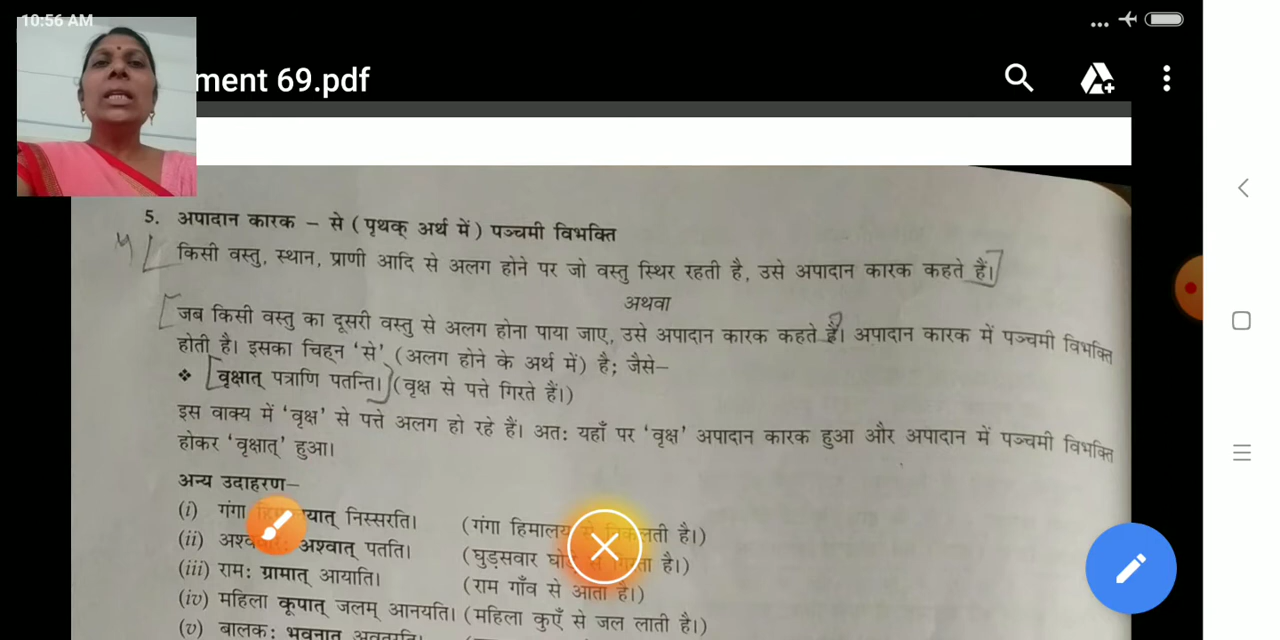 10:56 AM
ment 69.pdf
5. अपादान कारक – से ( पृथक् अर्थ में ) पञ्चमी विभक्ति
किसी वस्तु, स्थान, प्राणी आदि से अलग होने पर जो वस्तु स्थिर रहती है, उसे अपादान कारक कहते हैं।
अथवा
जब किसी वस्तु का दूसरी वस्तु से अलग होना पाया जाए, उसे अपादान कारक कहते हैं। अपादान कारक में पञ्चमी विभक्ति
होती है। इसका चिह्न ‘से’ (अलग होने के अर्थ में) है; जैसे–
❖ वृक्षात् पत्राणि पतन्ति। (वृक्ष से पत्ते गिरते हैं।)
इस वाक्य में ‘वृक्ष’ से पत्ते अलग हो रहे हैं। अतः यहाँ पर ‘वृक्ष’ अपादान कारक हुआ और अपादान में पञ्चमी विभक्ति
होकर ‘वृक्षात्’ हुआ।
अन्य उदाहरण–
(i) गंगा हिमालयात् निस्सरति। (गंगा हिमालय से निकलती है।)
(ii) अश्वात् पतति। (घुड़सवार घोड़े से गिरता है।)
(iii) रामः ग्रामात् आयाति। (राम गाँव से आता है।)
(iv) महिला कूपात् जलम् आनयति। (महिला कुएँ से जल लाती है।)
(v) बालकः भवनात्